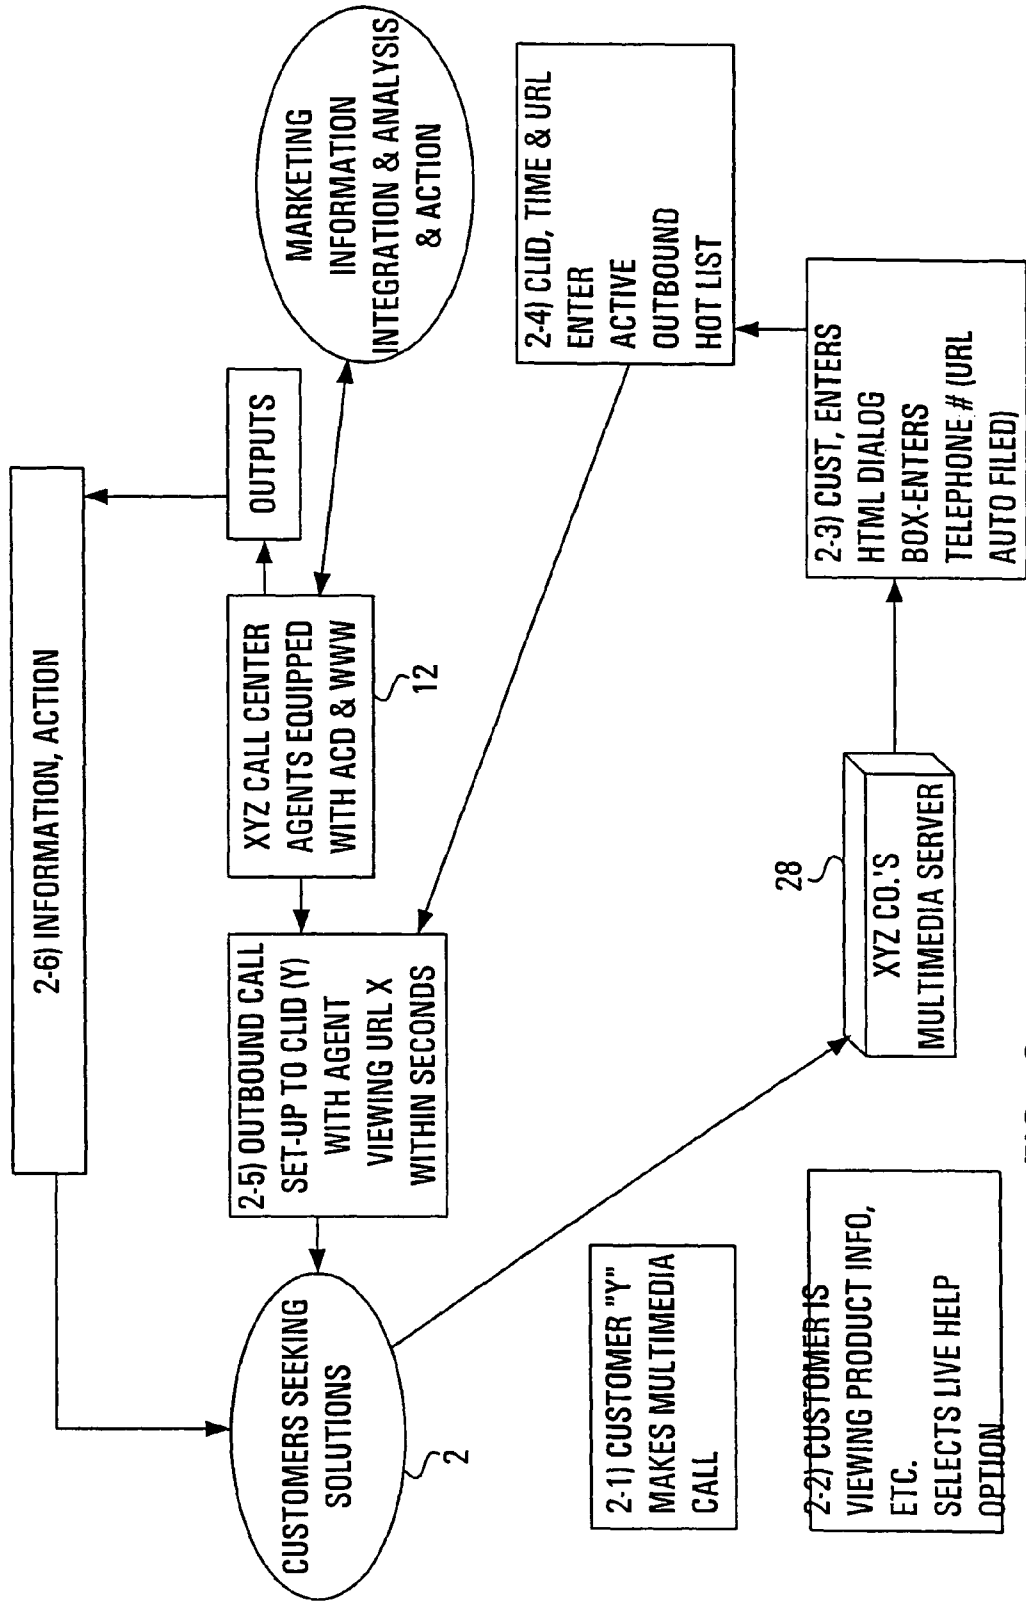 2-6) INFORMATION, ACTION
CUSTOMERS SEEKING
SOLUTIONS
2
2-5) OUTBOUND CALL
SET-UP TO CLID (Y)
WITH AGENT
VIEWING URL X
WITHIN SECONDS
XYZ CALL CENTER
AGENTS EQUIPPED
WITH ACD & WWW
12
OUTPUTS
MARKETING
INFORMATION
INTEGRATION & ANALYSIS
& ACTION
2-1) CUSTOMER "Y"
MAKES MULTIMEDIA
CALL
2-4) CLID, TIME & URL
ENTER
ACTIVE
OUTBOUND
HOT LIST
2-2) CUSTOMER IS
VIEWING PRODUCT INFO,
ETC.
SELECTS LIVE HELP
OPTION
28
XYZ CO.'S
MULTIMEDIA SERVER
2-3) CUST, ENTERS
HTML DIALOG
BOX-ENTERS
TELEPHONE # (URL
AUTO FILED)